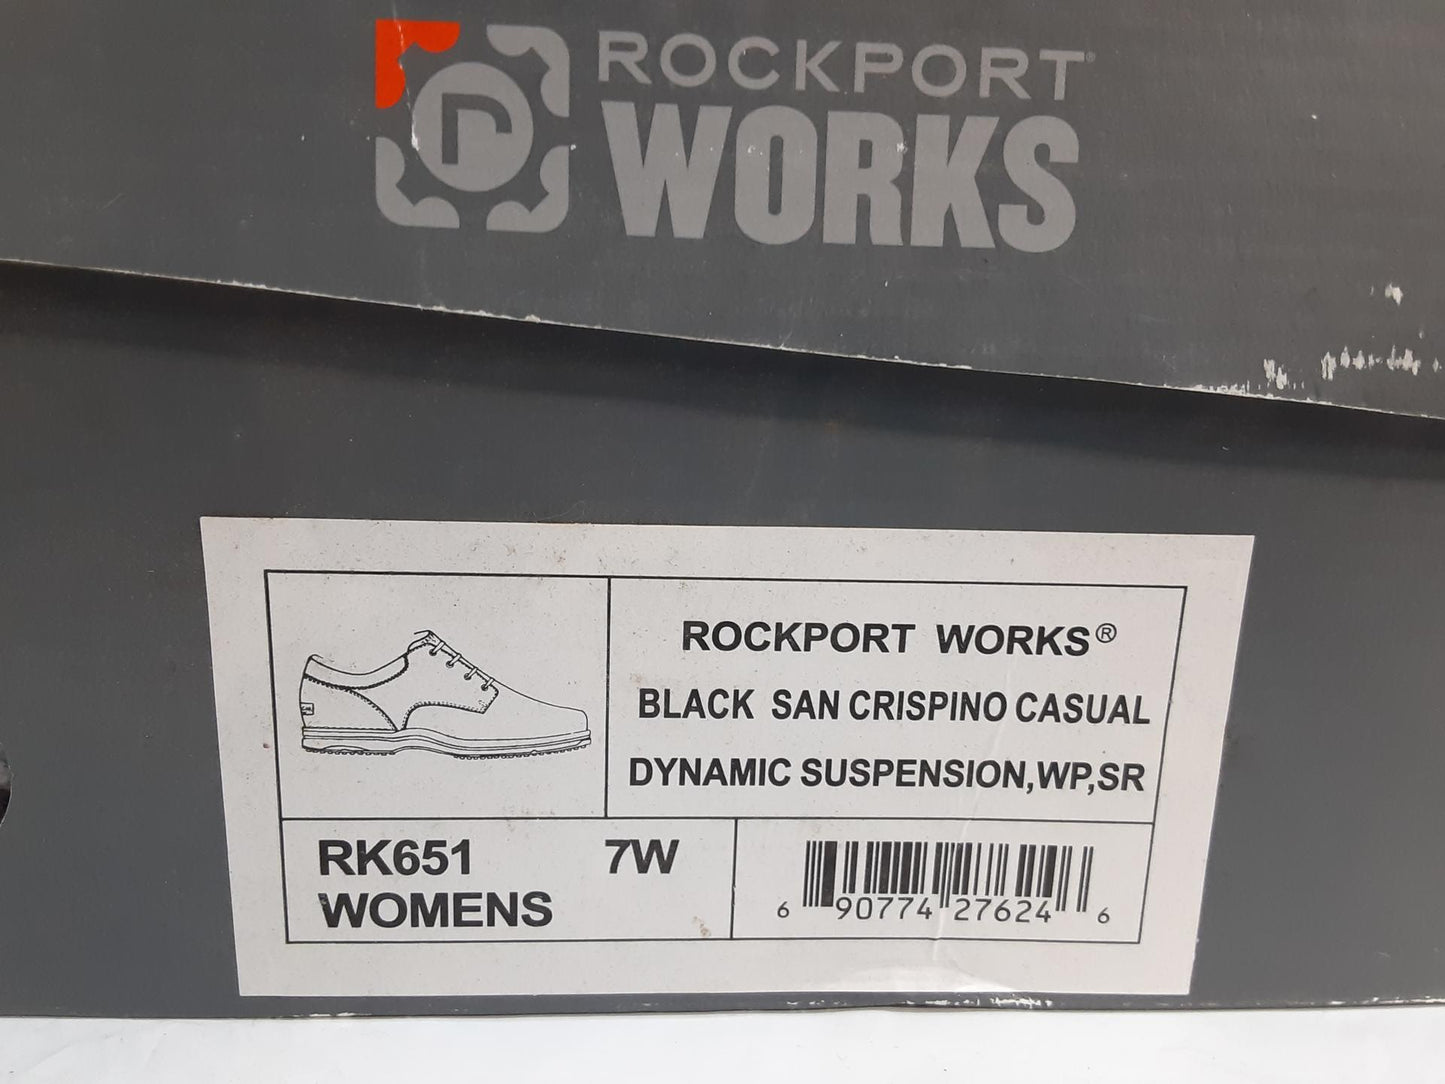 ROCKPORT®
WORKS
ROCKPORT WORKS®
BLACK SAN CRISPINO CASUAL
DYNAMIC SUSPENSION,WP,SR
RK651 7W
WOMENS
6 90774 27624 6